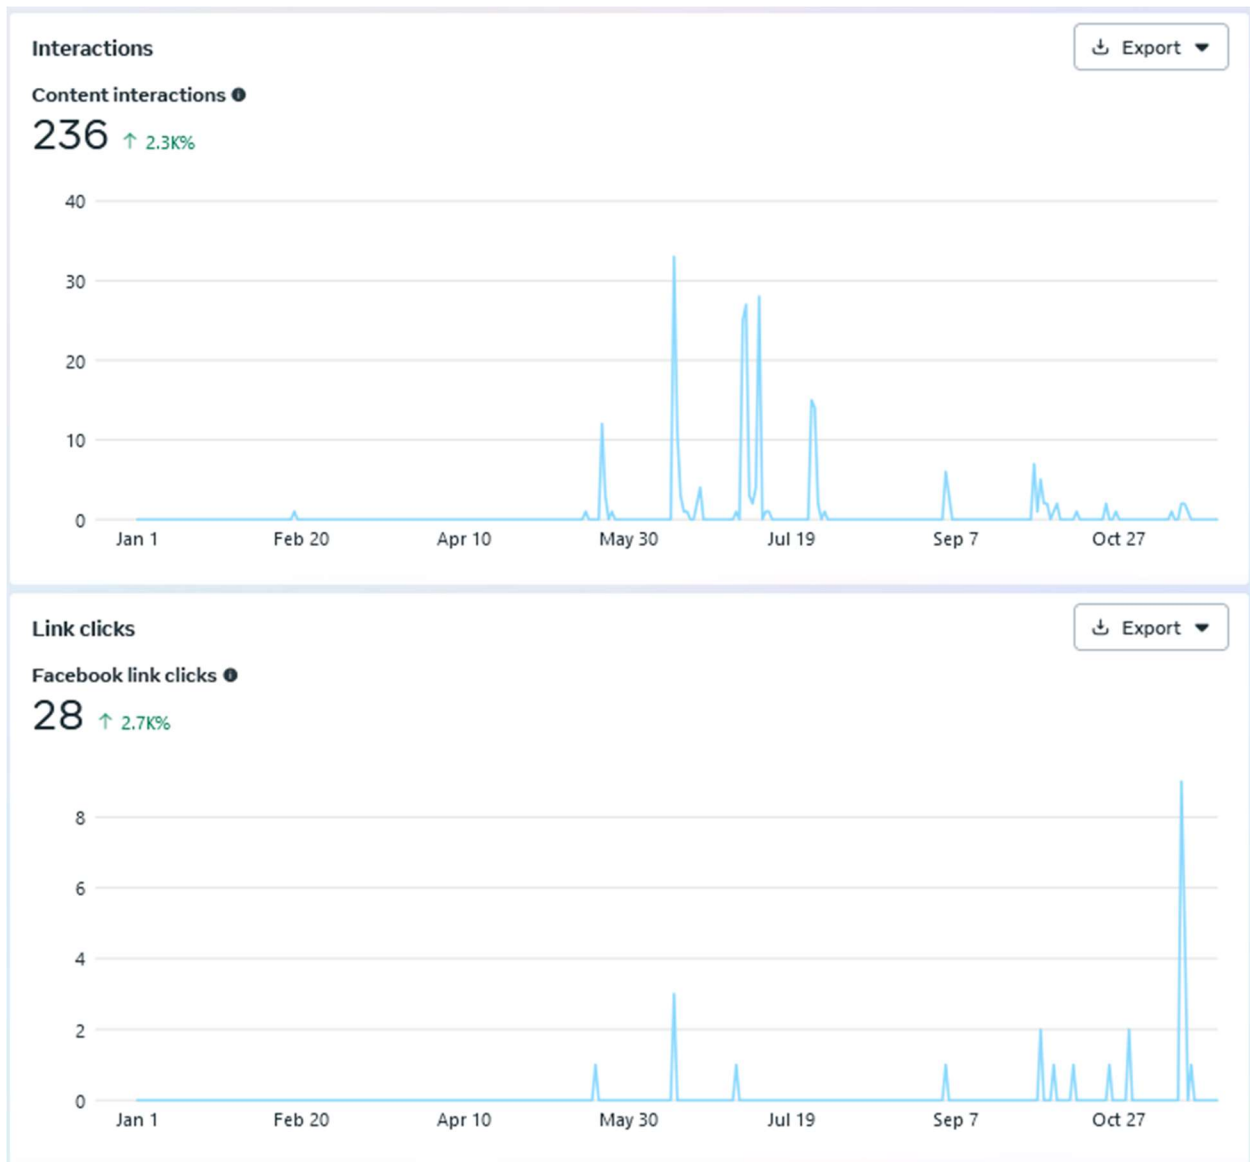 Interactions
Export
Content interactions
236 ↑ 2.3K%
40
30
20
10
0
Jan 1 Feb 20 Apr 10 May 30 Jul 19 Sep 7 Oct 27
Link clicks
Export
Facebook link clicks
28 ↑ 2.7K%
8
6
4
2
0
Jan 1 Feb 20 Apr 10 May 30 Jul 19 Sep 7 Oct 27